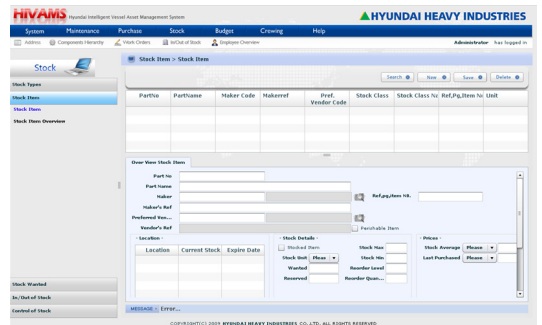 HIVAMS Hyundai Intelligent Vessel Asset Management System
HYUNDAI HEAVY INDUSTRIES
System Maintenance Purchase Stock Budget Crewing Help
Address Components Hierarchy Work Orders In/Out of Stock Employee Overview Administrator has logged in
Stock
Stock Item > Stock Item
Search New Save Delete
Stock Types
Stock Item
Stock Item
Stock Item Overview
PartNo PartName Maker Code Makerref Pref. Vendor Code Stock Class Stock Class Na Ref,Pg,Item No Unit
Over View Stock Item
Part No
Part Name
Maker Ref,pg,item NB.
Maker's Ref
Preferred Ven...
Vendor's Ref Perishable Item
- Location - - Stock Details - - Prices -
Location Current Stock Expire Date
Stocked Item Stock Max Stock Average Please
Stock Unit Pleas Stock Min Last Purchased Please
Wanted Reorder Level
Reserved Reorder Quan...
Stock Wanted
In/Out of Stock
Control of Stock
MESSAGE - Error...
COPYRIGHT(C) 2009 HYUNDAI HEAVY INDUSTRIES CO.,LTD. ALL RIGHTS RESERVED